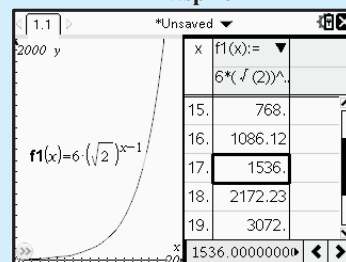 1.1 *Unsaved
2000 y
f1(x)=6·(√2)^x−1
x
20
x f1(x):=
6*(√(2))^..
15. 768.
16. 1086.12
17. 1536.
18. 2172.23
19. 3072.
1536.0000000